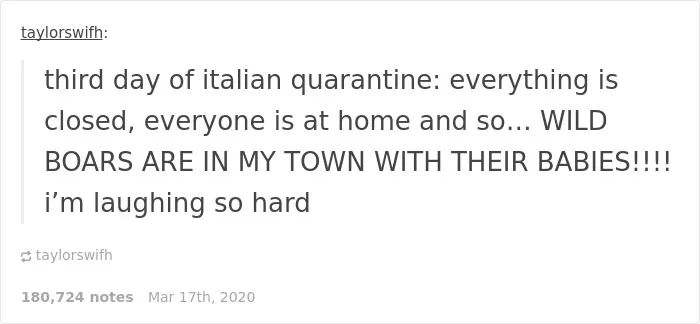 taylorswifh:
third day of italian quarantine: everything is
closed, everyone is at home and so… WILD
BOARS ARE IN MY TOWN WITH THEIR BABIES!!!!
i’m laughing so hard
taylorswifh
180,724 notes Mar 17th, 2020